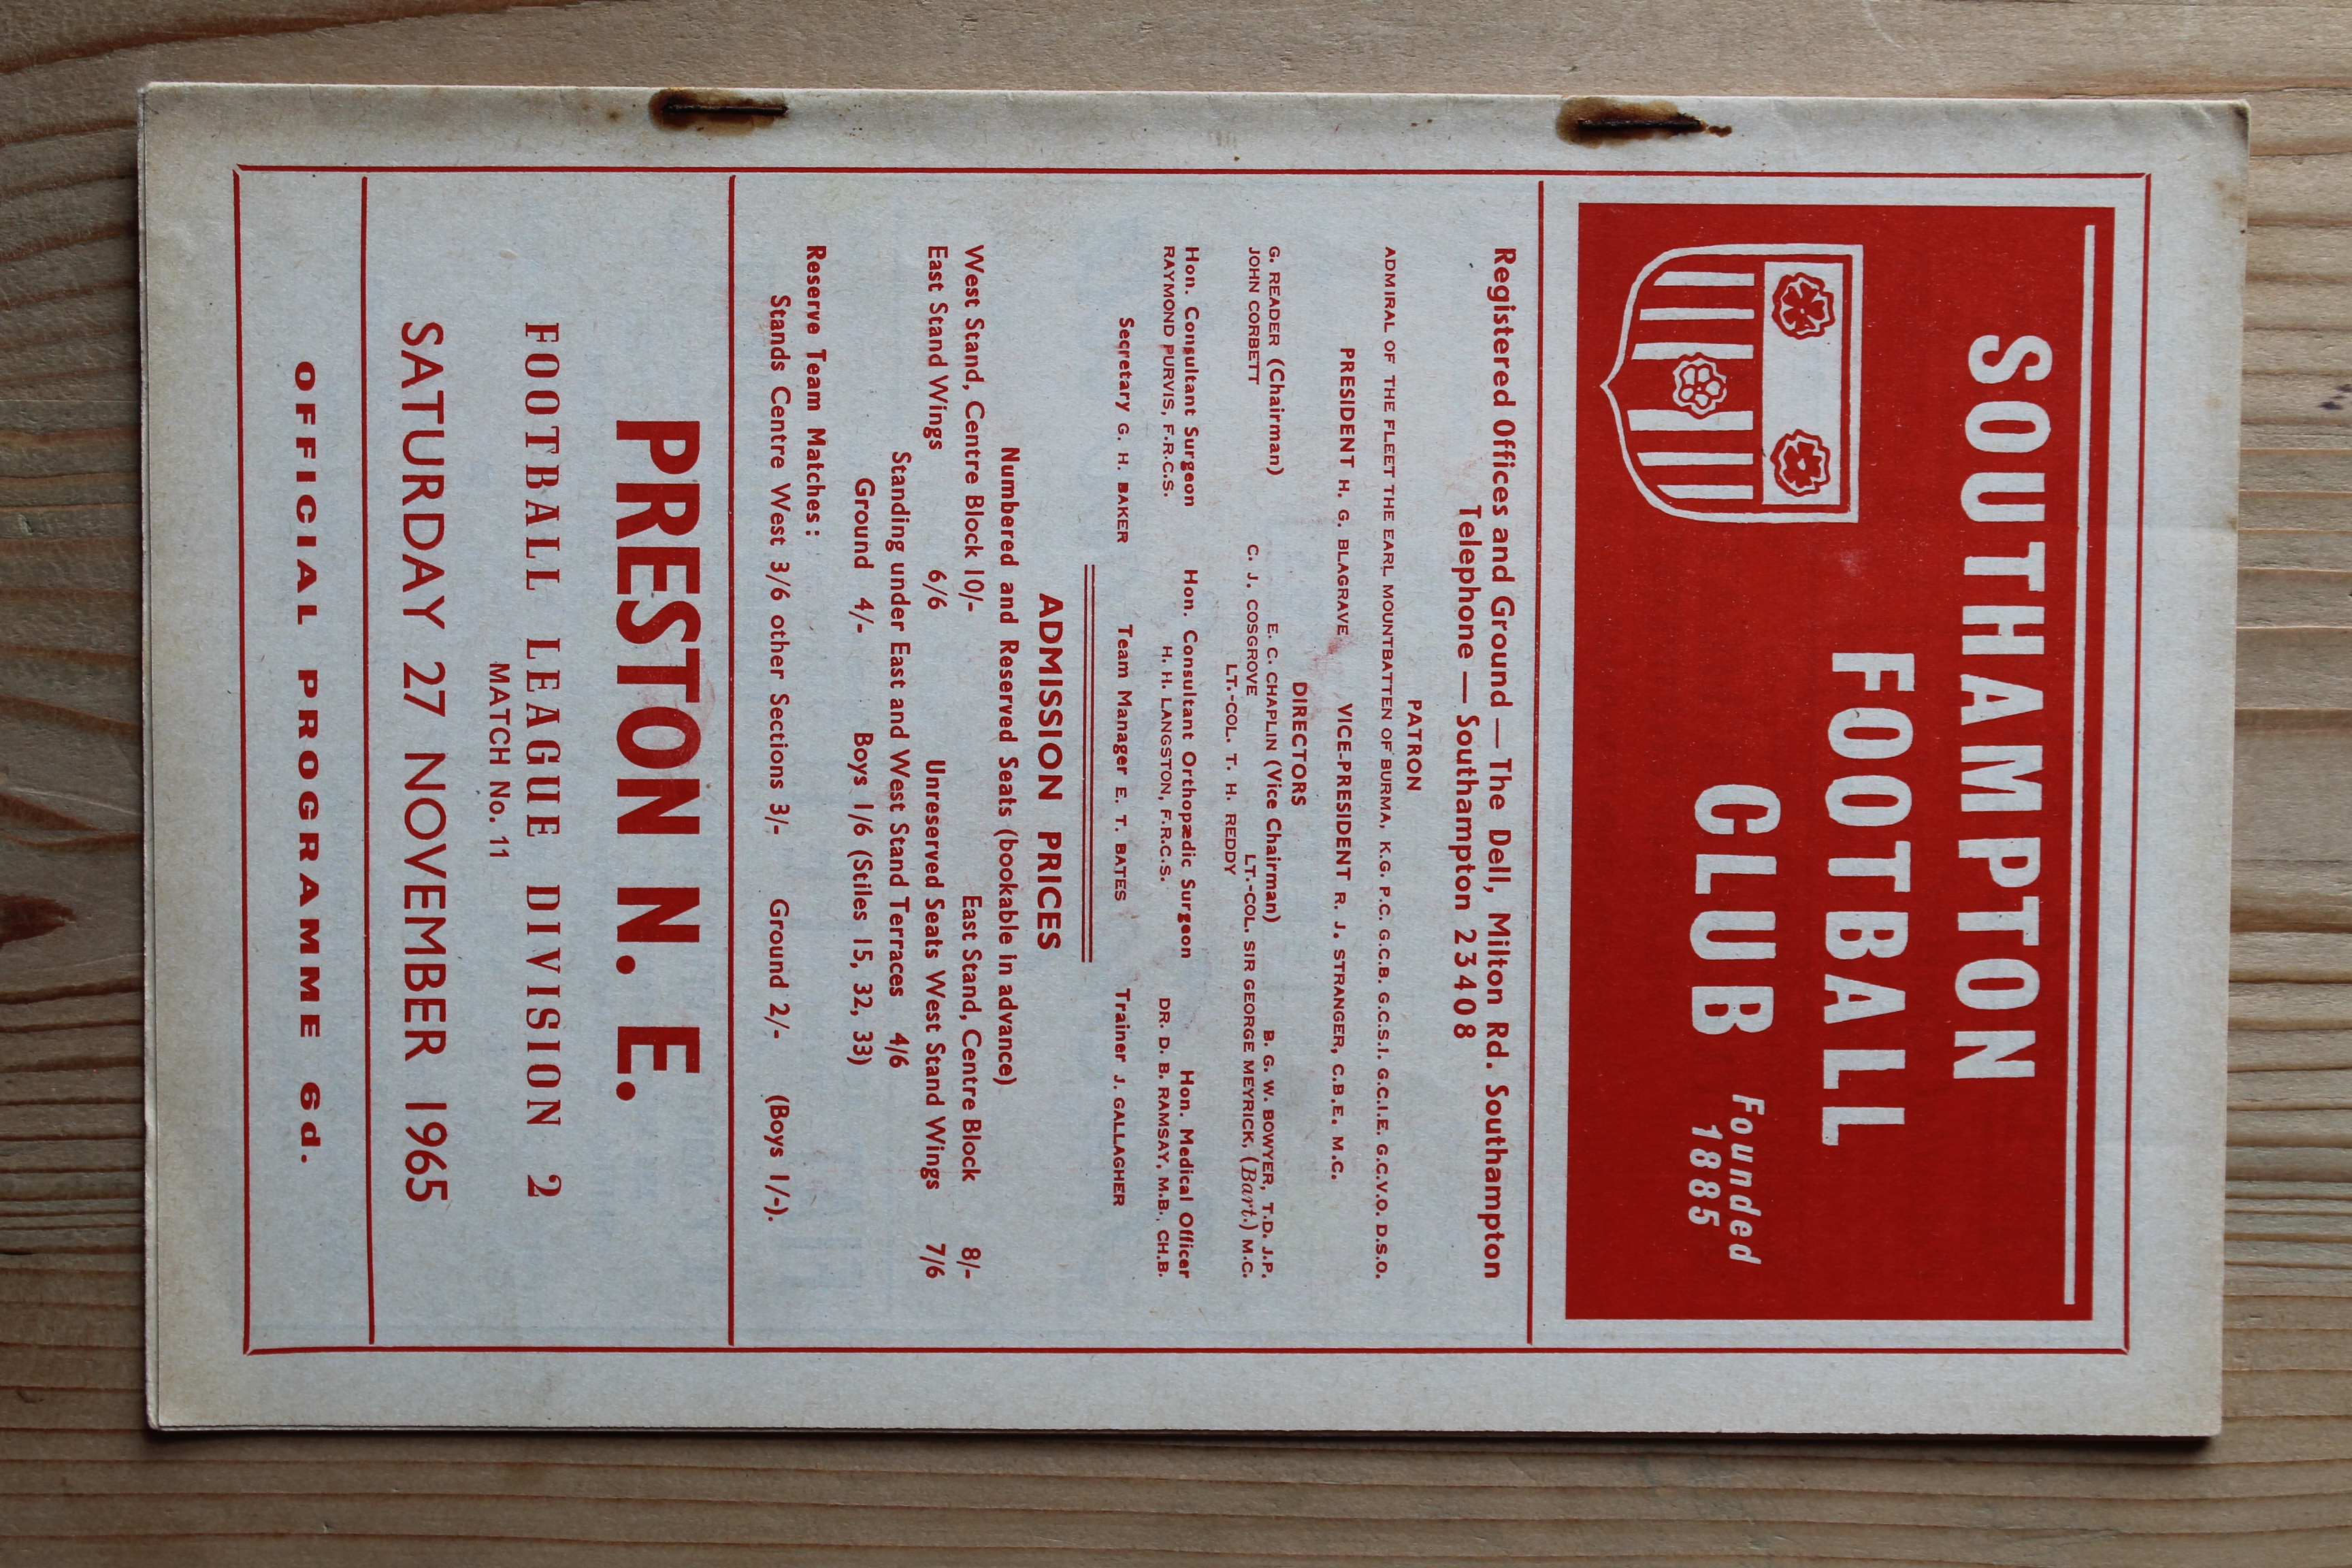 SOUTHAMPTON
FOOTBALL
CLUB
Founded
1885
Registered Offices and Ground — The Dell, Milton Rd. Southampton
Telephone — Southampton 23408
PATRON
ADMIRAL OF THE FLEET THE EARL MOUNTBATTEN OF BURMA, K.G. P.C. G.C.B. G.C.S.I. G.C.I.E. G.C.V.O. D.S.O.
PRESIDENT H. G. BLAGRAVE VICE-PRESIDENT R. J. STRANGER, C.B.E. M.C.
DIRECTORS
G. READER (Chairman) E. C. CHAPLIN (Vice Chairman) B. G. W. BOWYER, T.D. J.P.
JOHN CORBETT C. J. COSGROVE LT.-COL. SIR GEORGE MEYRICK, (Bart.) M.C.
LT.-COL. T. H. REDDY
Hon. Consultant Surgeon Hon. Consultant Orthopædic Surgeon Hon. Medical Officer
RAYMOND PURVIS, F.R.C.S. H. H. LANGSTON, F.R.C.S. DR. D. B. RAMSAY, M.B., CH.B.
Secretary G. H. BAKER Team Manager E. T. BATES Trainer J. GALLAGHER
ADMISSION PRICES
Numbered and Reserved Seats (bookable in advance)
West Stand, Centre Block 10/- East Stand, Centre Block 8/-
East Stand Wings 6/6 Unreserved Seats West Stand Wings 7/6
Standing under East and West Stand Terraces 4/6
Ground 4/- Boys 1/6 (Stiles 15, 32, 33)
Reserve Team Matches:
Stands Centre West 3/6 other Sections 3/- Ground 2/- (Boys 1/-).
PRESTON N. E.
FOOTBALL LEAGUE DIVISION 2
MATCH No. 11
SATURDAY 27 NOVEMBER 1965
OFFICIAL PROGRAMME 6d.